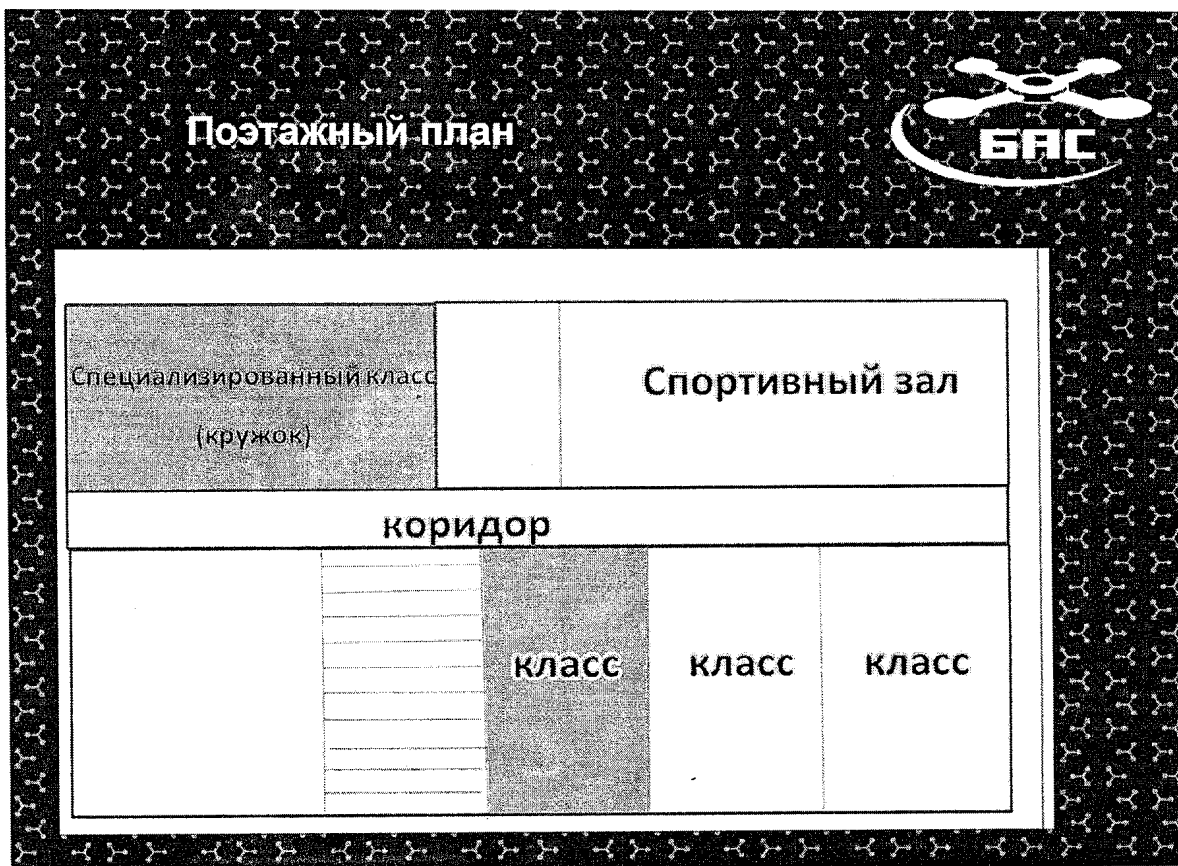 Поэтажный план
БАС
Специализированный класс
(кружок)
Спортивный зал
коридор
класс
класс
класс